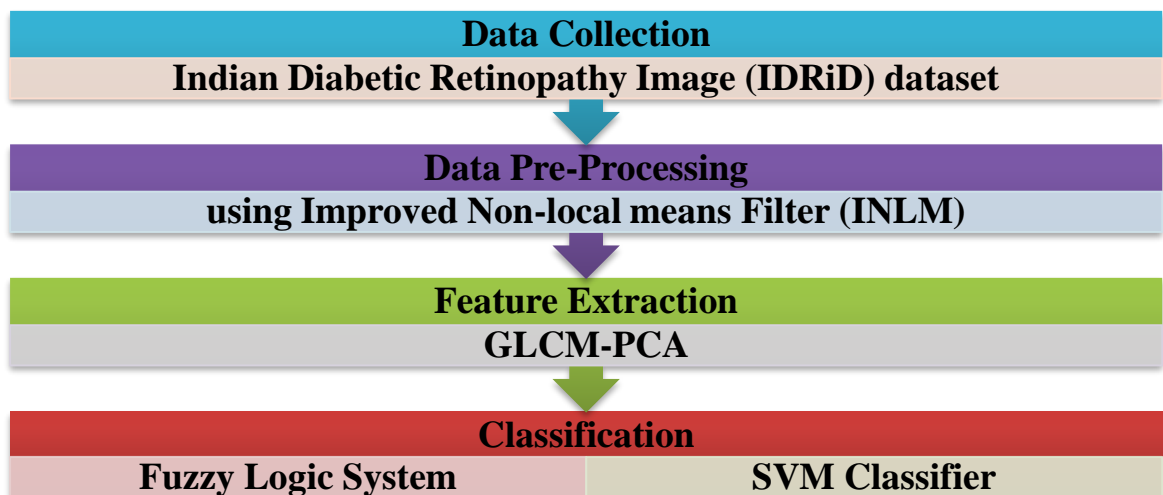 Data Collection
Indian Diabetic Retinopathy Image (IDRiD) dataset
Data Pre-Processing
using Improved Non-local means Filter (INLM)
Feature Extraction
GLCM-PCA
Classification
Fuzzy Logic System
SVM Classifier